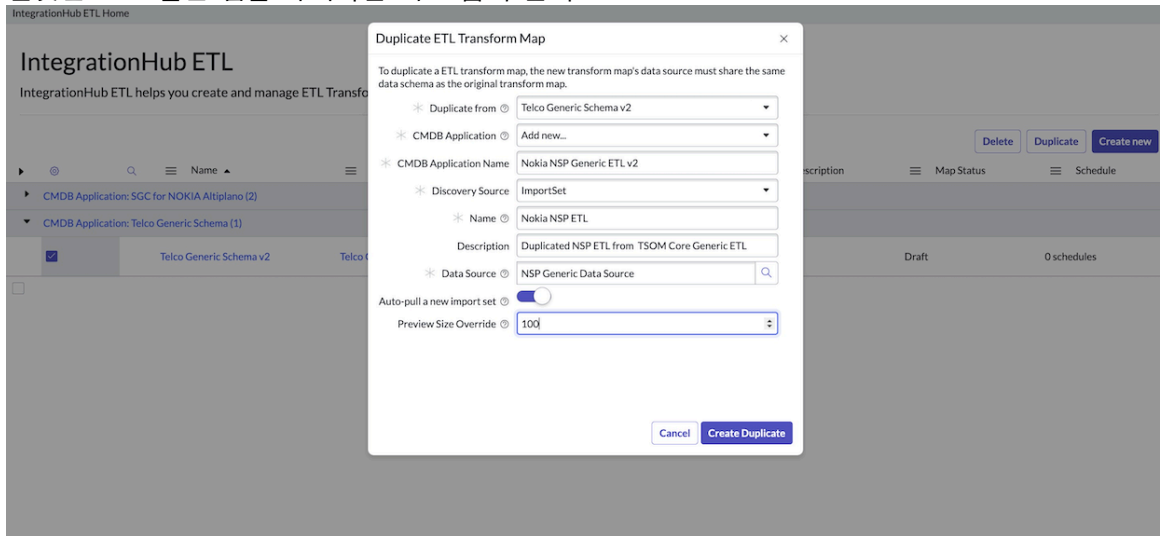 IntegrationHub ETL Home
IntegrationHub ETL
IntegrationHub ETL helps you create and manage ETL Transfo
Delete
Duplicate
Create new
Name
scription
Map Status
Schedule
CMDB Application: SGC for NOKIA Altiplano (2)
CMDB Application: Telco Generic Schema (1)
Telco Generic Schema v2
Telco
Draft
0 schedules
Duplicate ETL Transform Map
To duplicate a ETL transform map, the new transform map's data source must share the same
data schema as the original transform map.
Duplicate from
Telco Generic Schema v2
CMDB Application
Add new...
CMDB Application Name
Nokia NSP Generic ETL v2
Discovery Source
ImportSet
Name
Nokia NSP ETL
Description
Duplicated NSP ETL from TSOM Core Generic ETL
Data Source
NSP Generic Data Source
Auto-pull a new import set
Preview Size Override
100
Cancel
Create Duplicate